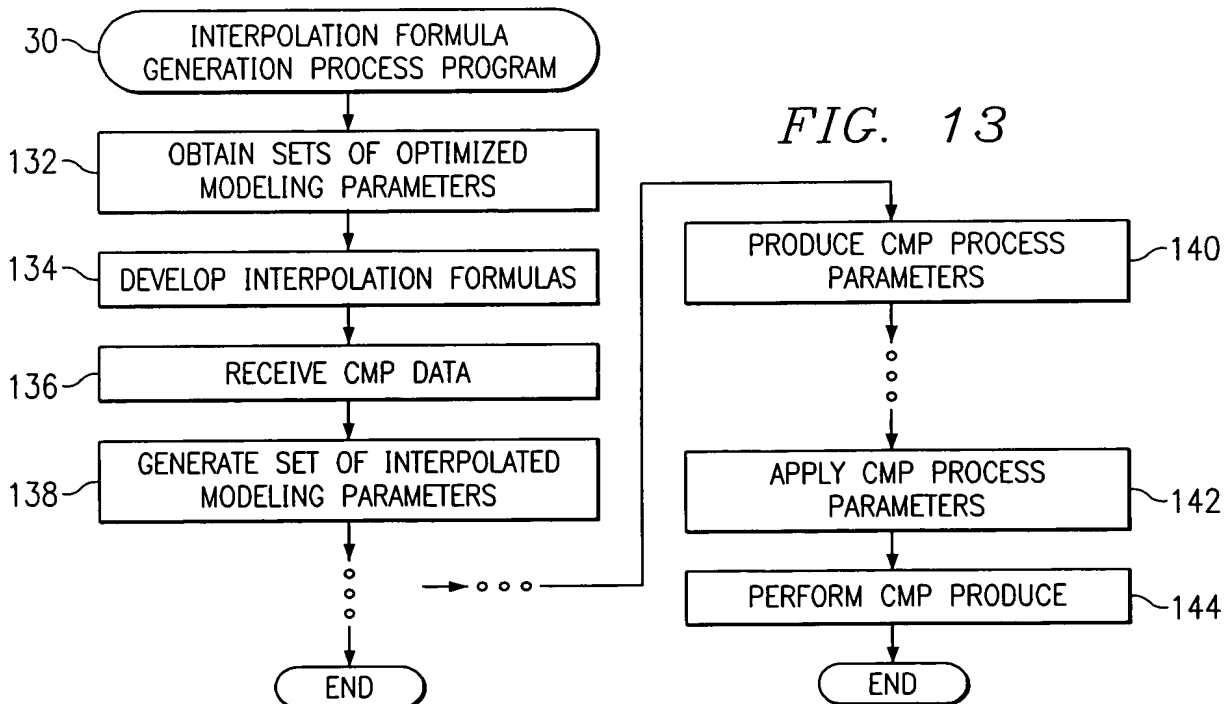 30
INTERPOLATION FORMULA
GENERATION PROCESS PROGRAM
132
OBTAIN SETS OF OPTIMIZED
MODELING PARAMETERS
134
DEVELOP INTERPOLATION FORMULAS
136
RECEIVE CMP DATA
138
GENERATE SET OF INTERPOLATED
MODELING PARAMETERS
END
FIG. 13
PRODUCE CMP PROCESS
PARAMETERS
140
APPLY CMP PROCESS
PARAMETERS
142
PERFORM CMP PRODUCE
144
END